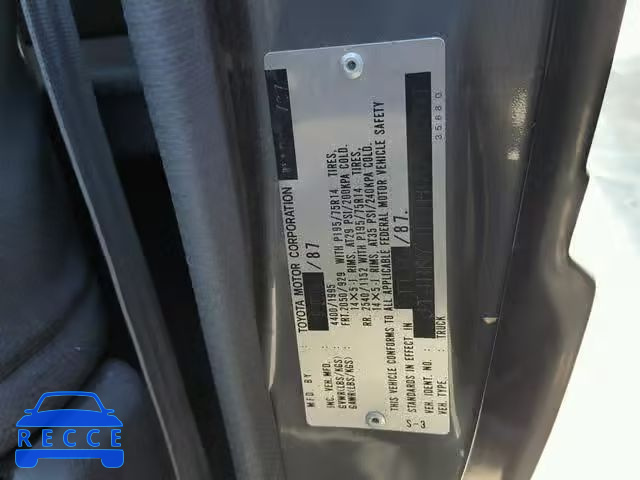 MFD. BY : TOYOTA MOTOR CORPORATION
INC. VEH. MFD. : /87
GVWR(LBS/KGS) : 4400/1995
GAWR(LBS/KGS) : FRT. 2050/929 WITH P195/75R14 TIRES,
14×5-J RIMS, AT29 PSI/200KPA COLD.
RR. 2540/1152 WITH P195/75R14 TIRES,
14×5-J RIMS, AT35 PSI/240KPA COLD.
THIS VEHICLE CONFORMS TO ALL APPLICABLE FEDERAL MOTOR VEHICLE SAFETY
STANDARDS IN EFFECT IN /87.
VEH. IDENT. NO. :
VEH. TYPE. : TRUCK
35880
S-3
RECCE